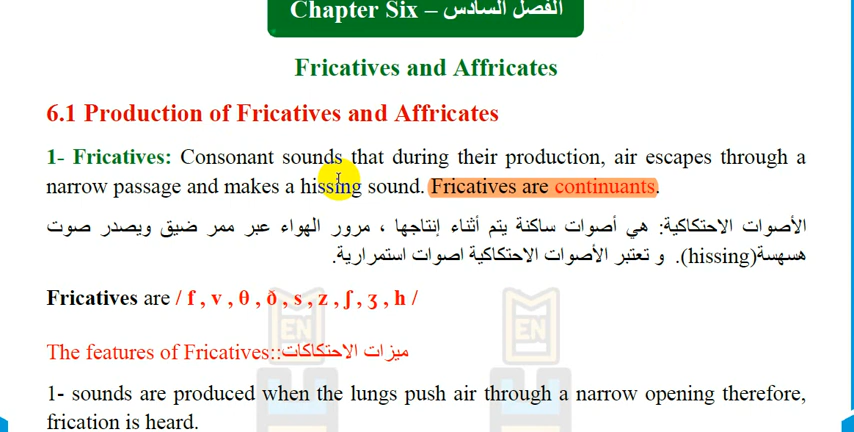 Chapter Six – الفصل السادس
Fricatives and Affricates
6.1 Production of Fricatives and Affricates
1- Fricatives: Consonant sounds that during their production, air escapes through a
narrow passage and makes a hissing sound. Fricatives are continuants.
الأصوات الاحتكاكية: هي أصوات ساكنة يتم أثناء إنتاجها ، مرور الهواء عبر ممر ضيق ويصدر صوت
هسهسة(hissing). و تعتبر الأصوات الاحتكاكية اصوات استمرارية.
Fricatives are / f , v , θ , ð , s , z , ʃ , ʒ , h /
The features of Fricatives::ميزات الاحتكاكات
1- sounds are produced when the lungs push air through a narrow opening therefore,
frication is heard.
EN
EN